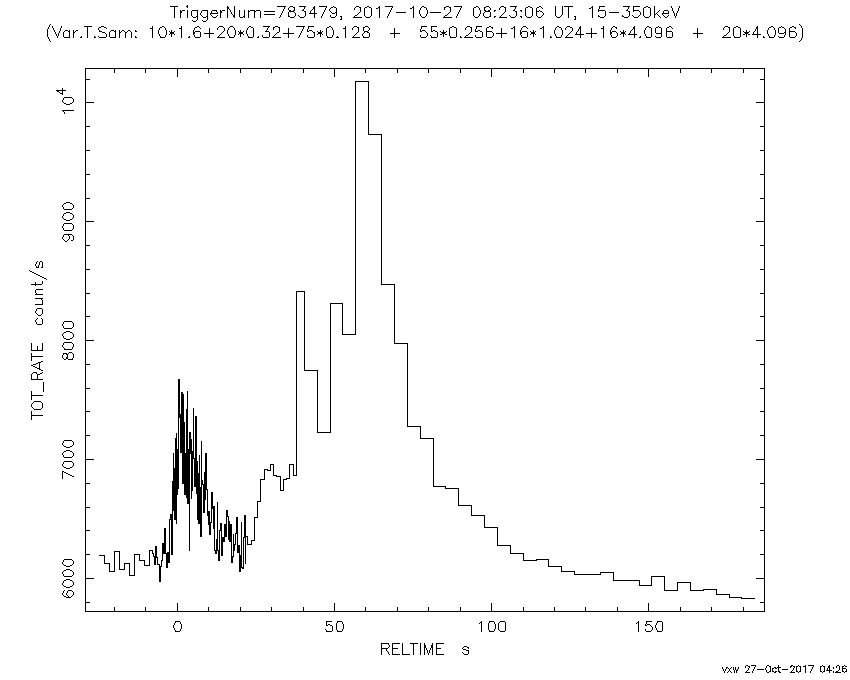 TriggerNum=783479, 2017-10-27 08:23:06 UT, 15-350keV
(Var.T.Sam: 10*1.6+20*0.32+75*0.128 + 55*0.256+16*1.024+16*4.096 + 20*4.096)
TOT_RATE count/s
10⁴
9000
8000
7000
6000
0 50 100 150
RELTIME s
vxw 27-Oct-2017 04:26